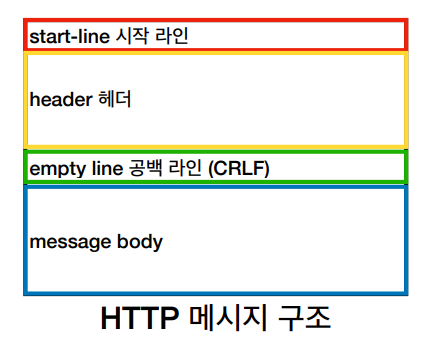 start-line 시작 라인
header 헤더
empty line 공백 라인 (CRLF)
message body
HTTP 메시지 구조